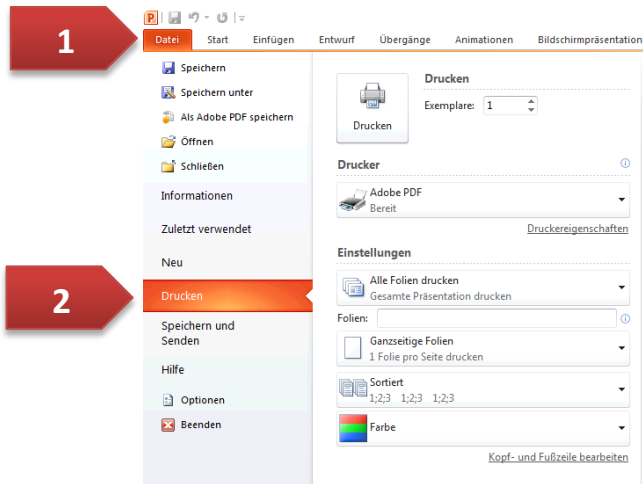 P
1
Datei Start Einfügen Entwurf Übergänge Animationen Bildschirmpräsentation
Speichern
Speichern unter
Als Adobe PDF speichern
Öffnen
Schließen
Informationen
Zuletzt verwendet
Neu
2
Drucken
Speichern und
Senden
Hilfe
Optionen
Beenden
Drucken
Drucken
Exemplare: 1
Drucker
Adobe PDF
Bereit
Druckereigenschaften
Einstellungen
Alle Folien drucken
Gesamte Präsentation drucken
Folien:
Ganzseitige Folien
1 Folie pro Seite drucken
Sortiert
1;2;3 1;2;3 1;2;3
Farbe
Kopf- und Fußzeile bearbeiten